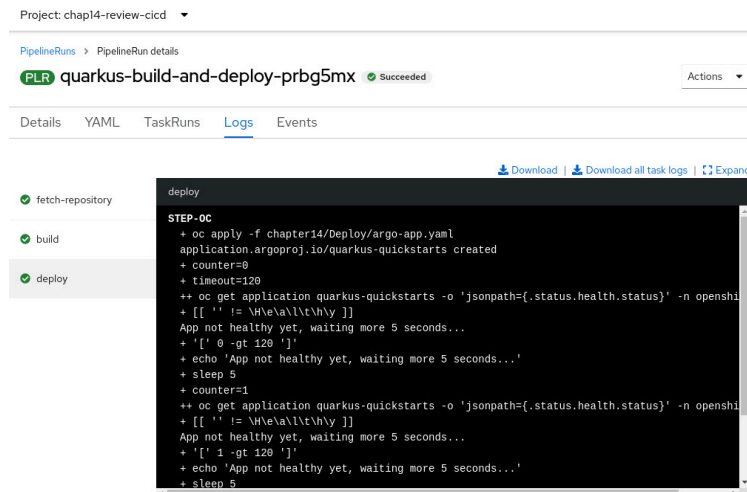 Project: chap14-review-cicd
PipelineRuns > PipelineRun details
PLR quarkus-build-and-deploy-prbg5mx Succeeded
Actions
Details YAML TaskRuns Logs Events
Download | Download all task logs | Expand
fetch-repository
build
deploy
deploy
STEP-OC
+ oc apply -f chapter14/Deploy/argo-app.yaml
application.argoproj.io/quarkus-quickstarts created
+ counter=0
+ timeout=120
++ oc get application quarkus-quickstarts -o 'jsonpath={.status.health.status}' -n openshi
+ [[ '' != \H\e\a\l\t\h\y ]]
App not healthy yet, waiting more 5 seconds...
+ '[' 0 -gt 120 ']'
+ echo 'App not healthy yet, waiting more 5 seconds...'
+ sleep 5
+ counter=1
++ oc get application quarkus-quickstarts -o 'jsonpath={.status.health.status}' -n openshi
+ [[ '' != \H\e\a\l\t\h\y ]]
App not healthy yet, waiting more 5 seconds...
+ '[' 1 -gt 120 ']'
+ echo 'App not healthy yet, waiting more 5 seconds...'
+ sleep 5